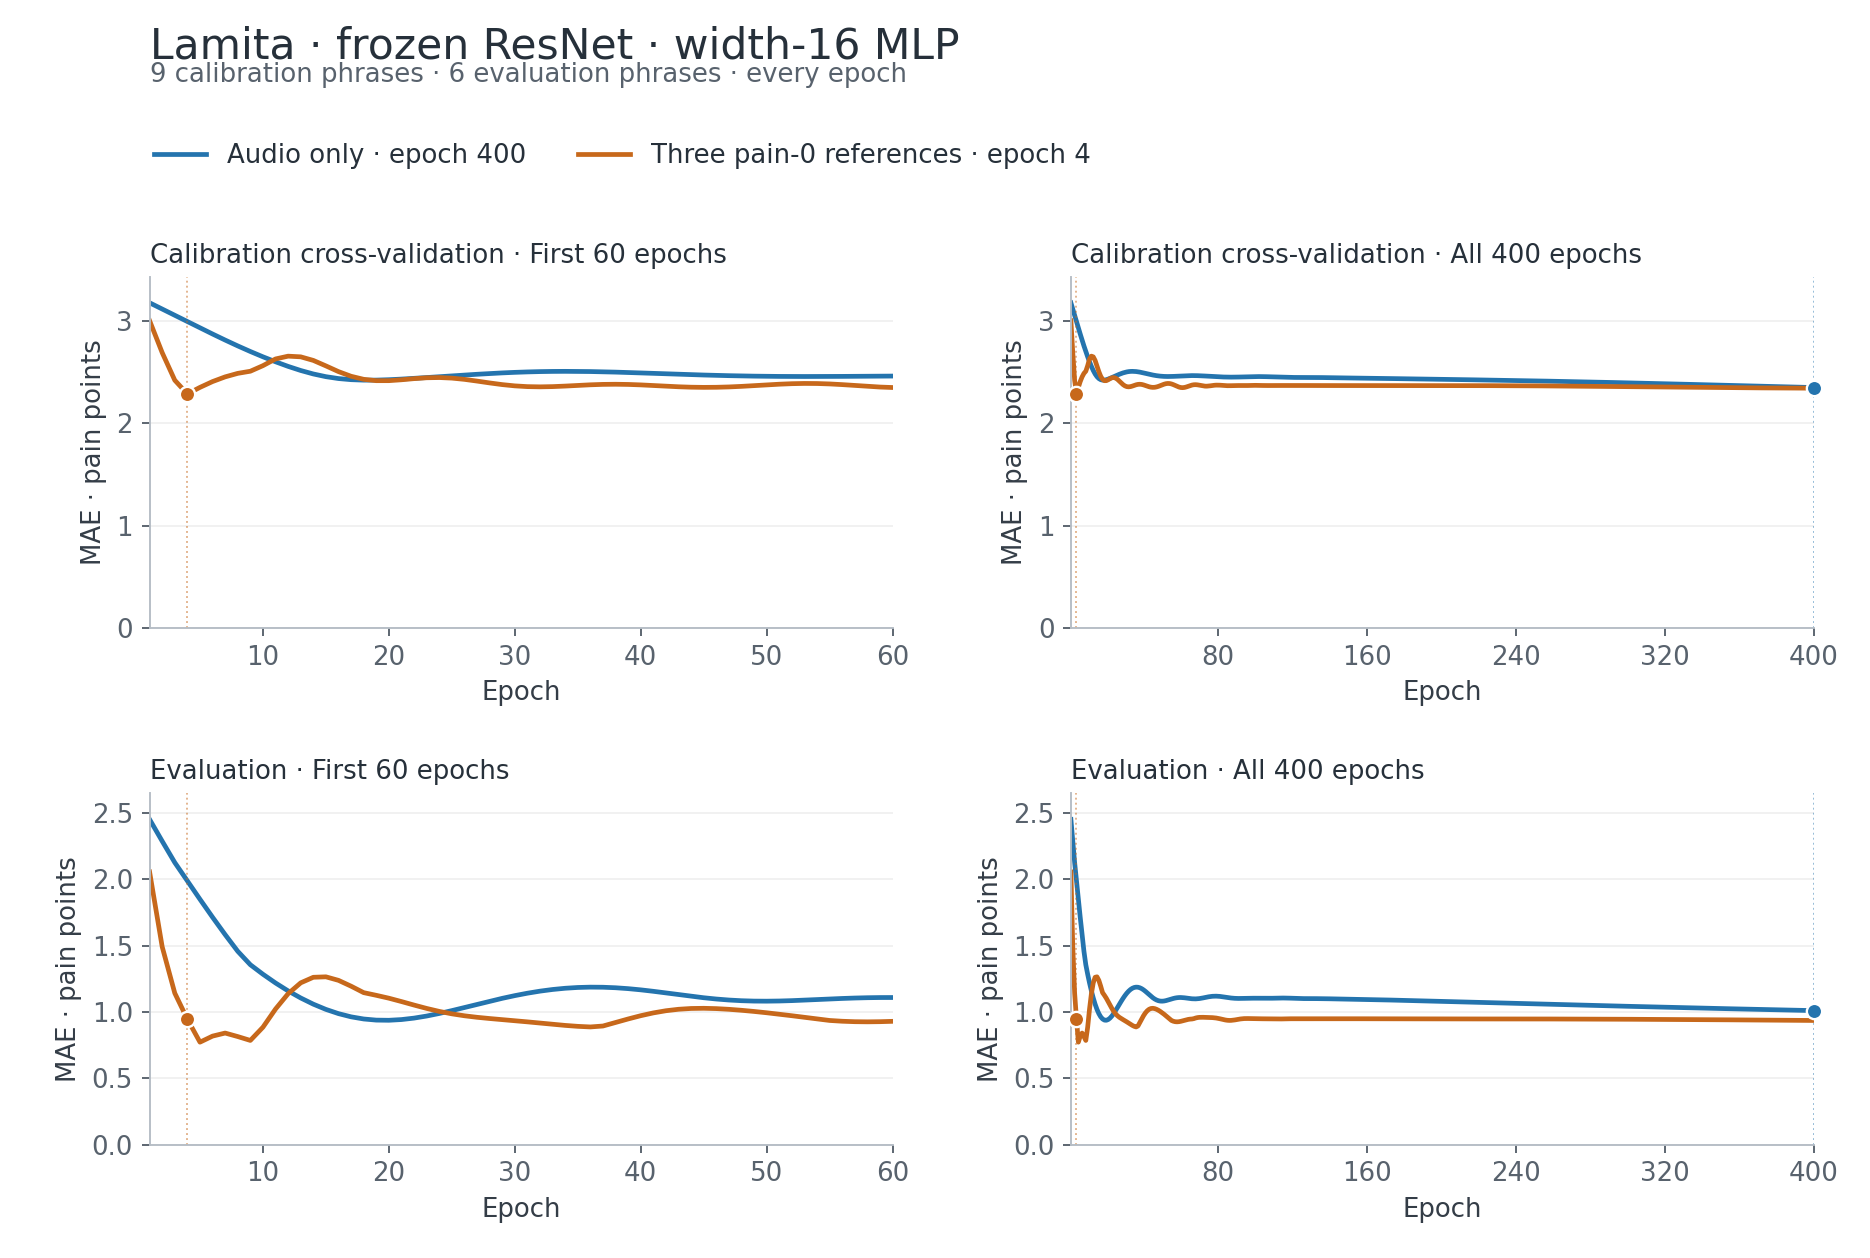 Lamita · frozen ResNet · width-16 MLP
9 calibration phrases · 6 evaluation phrases · every epoch
Audio only · epoch 400
Three pain-0 references · epoch 4
Calibration cross-validation · First 60 epochs
MAE · pain points
3
2
1
0
10 20 30 40 50 60
Epoch
Calibration cross-validation · All 400 epochs
MAE · pain points
3
2
1
0
80 160 240 320 400
Epoch
Evaluation · First 60 epochs
MAE · pain points
2.5
2.0
1.5
1.0
0.5
0.0
10 20 30 40 50 60
Epoch
Evaluation · All 400 epochs
MAE · pain points
2.5
2.0
1.5
1.0
0.5
0.0
80 160 240 320 400
Epoch